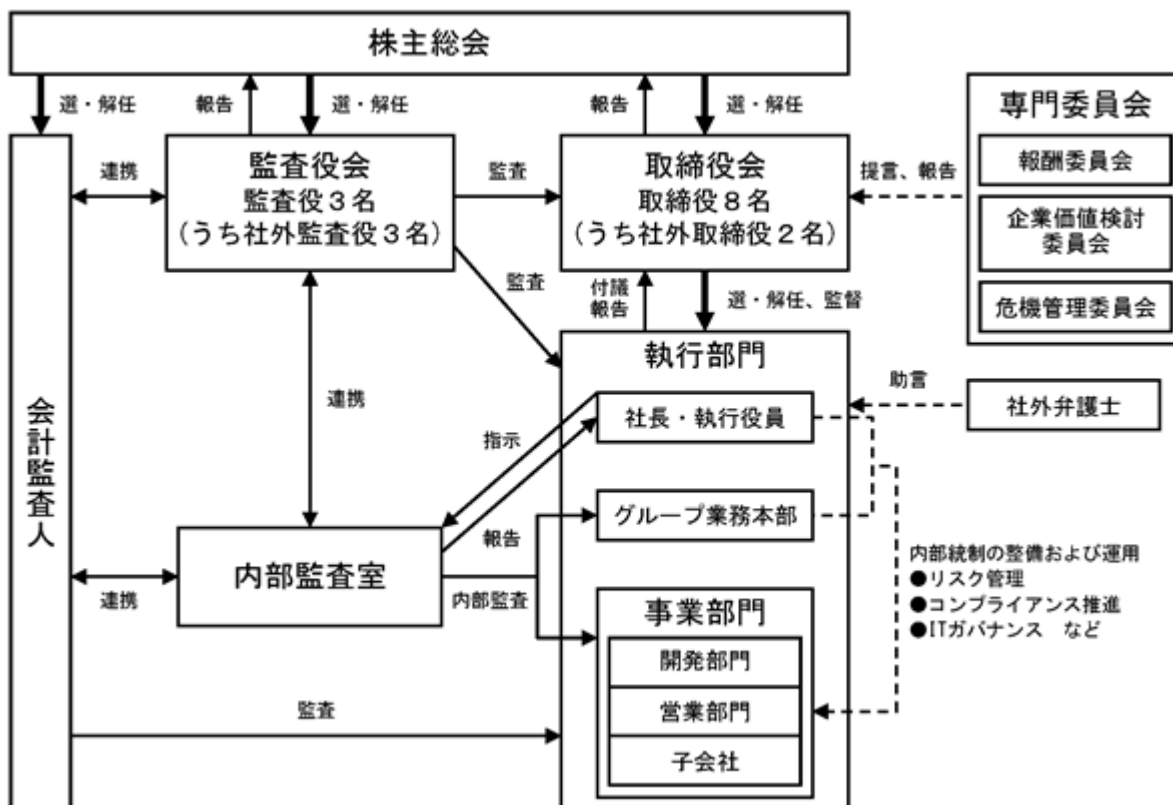 株主総会
選・解任
報告
選・解任
報告
選・解任
専門委員会
報酬委員会
企業価値検討
委員会
危機管理委員会
監査役会
監査役3名
(うち社外監査役3名)
連携
監査
取締役会
取締役8名
(うち社外取締役2名)
提言、報告
監査
付議
報告
選・解任、監督
執行部門
社長・執行役員
助言
社外弁護士
会計監査人
連携
指示
報告
グループ業務本部
内部監査室
連携
内部監査
内部統制の整備および運用
●リスク管理
●コンプライアンス推進
●ITガバナンス など
事業部門
開発部門
営業部門
子会社
監査